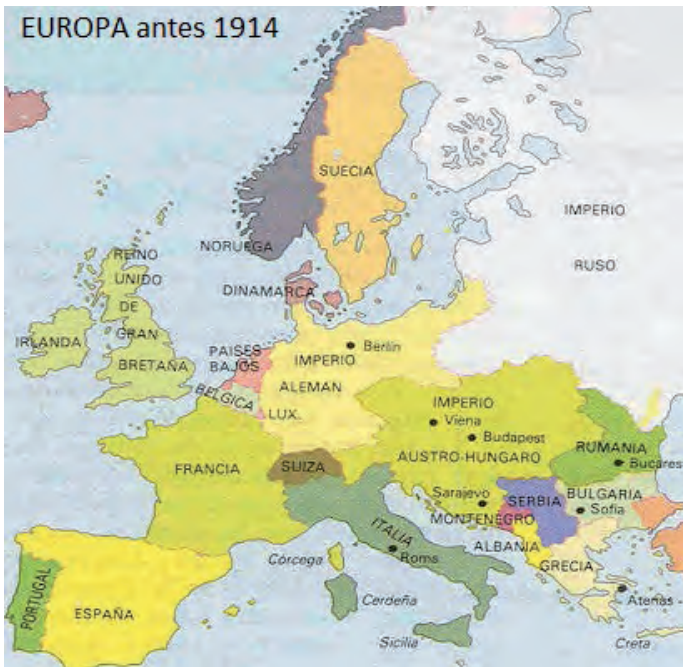 EUROPA antes 1914
SUECIA
IMPERIO
RUSO
NORUEGA
REINO
UNIDO
DE
GRAN
BRETAÑA
DINAMARCA
IRLANDA
PAISES
BAJOS
BELGICA
IMPERIO
ALEMAN
Berlín
LUX.
IMPERIO
Viena
Budapest
AUSTRO-HUNGARO
RUMANIA
Bucares
FRANCIA
SUIZA
Sarajevo
SERBIA
BULGARIA
Sofía
MONTENEGRO
ITALIA
Roma
ALBANIA
GRECIA
Córcega
PORTUGAL
ESPAÑA
Cerdeña
Atenas
Sicilia
Creta